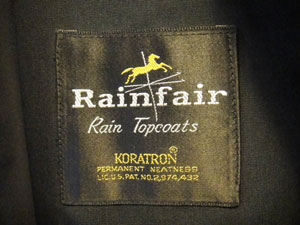 Rainfair
Rain Topcoats
KORATRON®
PERMANENT NEATNESS
LIC. U.S. PAT. NO. 2,974,432